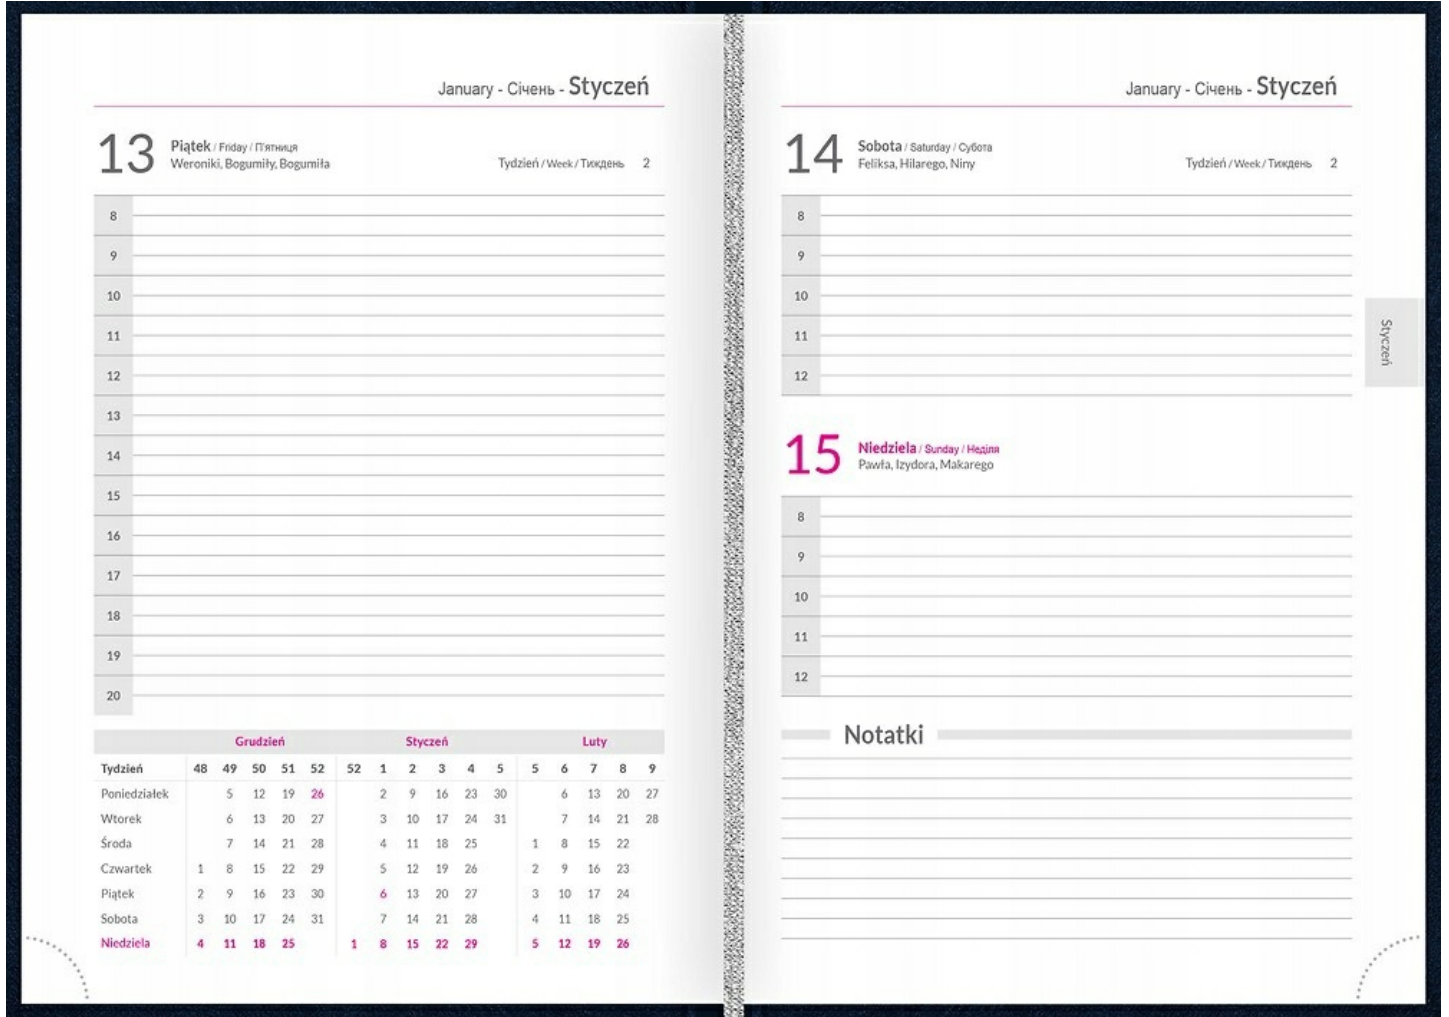 January - Січень - Styczeń
13
Piątek / Friday / П'ятниця
Weroniki, Bogumiły, Bogumiła
Tydzień / Week / Тиждень 2
8
9
10
11
12
13
14
15
16
17
18
19
20
Grudzień Styczeń Luty
Tydzień 48 49 50 51 52 52 1 2 3 4 5 5 6 7 8 9
Poniedziałek 5 12 19 26 2 9 16 23 30 6 13 20 27
Wtorek 6 13 20 27 3 10 17 24 31 7 14 21 28
Środa 7 14 21 28 4 11 18 25 1 8 15 22
Czwartek 1 8 15 22 29 5 12 19 26 2 9 16 23
Piątek 2 9 16 23 30 6 13 20 27 3 10 17 24
Sobota 3 10 17 24 31 7 14 21 28 4 11 18 25
Niedziela 4 11 18 25 1 8 15 22 29 5 12 19 26
January - Січень - Styczeń
14
Sobota / Saturday / Субота
Feliksa, Hilarego, Niny
Tydzień / Week / Тиждень 2
8
9
10
11
12
Styczeń
15
Niedziela / Sunday / Неділя
Pawła, Izydora, Makarego
8
9
10
11
12
Notatki